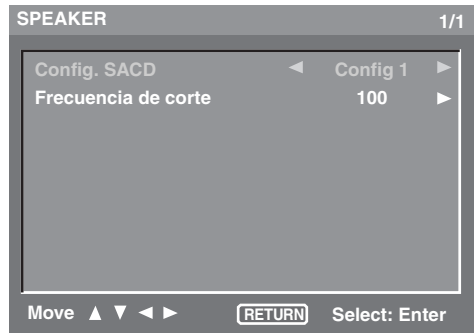 SPEAKER 1/1
Config. SACD ◄ Config 1 ►
Frecuencia de corte 100 ►
Move ▲ ▼ ◄ ► RETURN Select: Enter